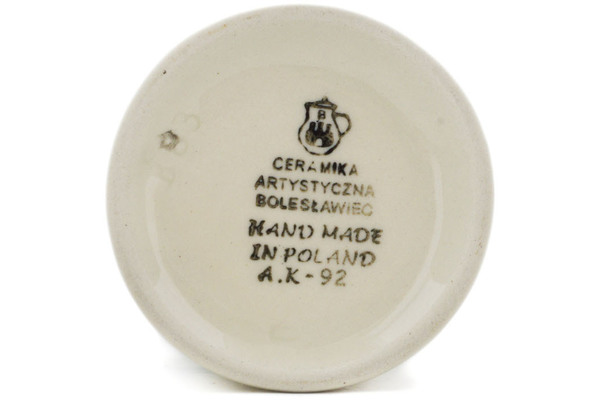 B
CERAMIKA
ARTYSTYCZNA
BOLESŁAWIEC
HAND MADE
IN POLAND
A.K-92